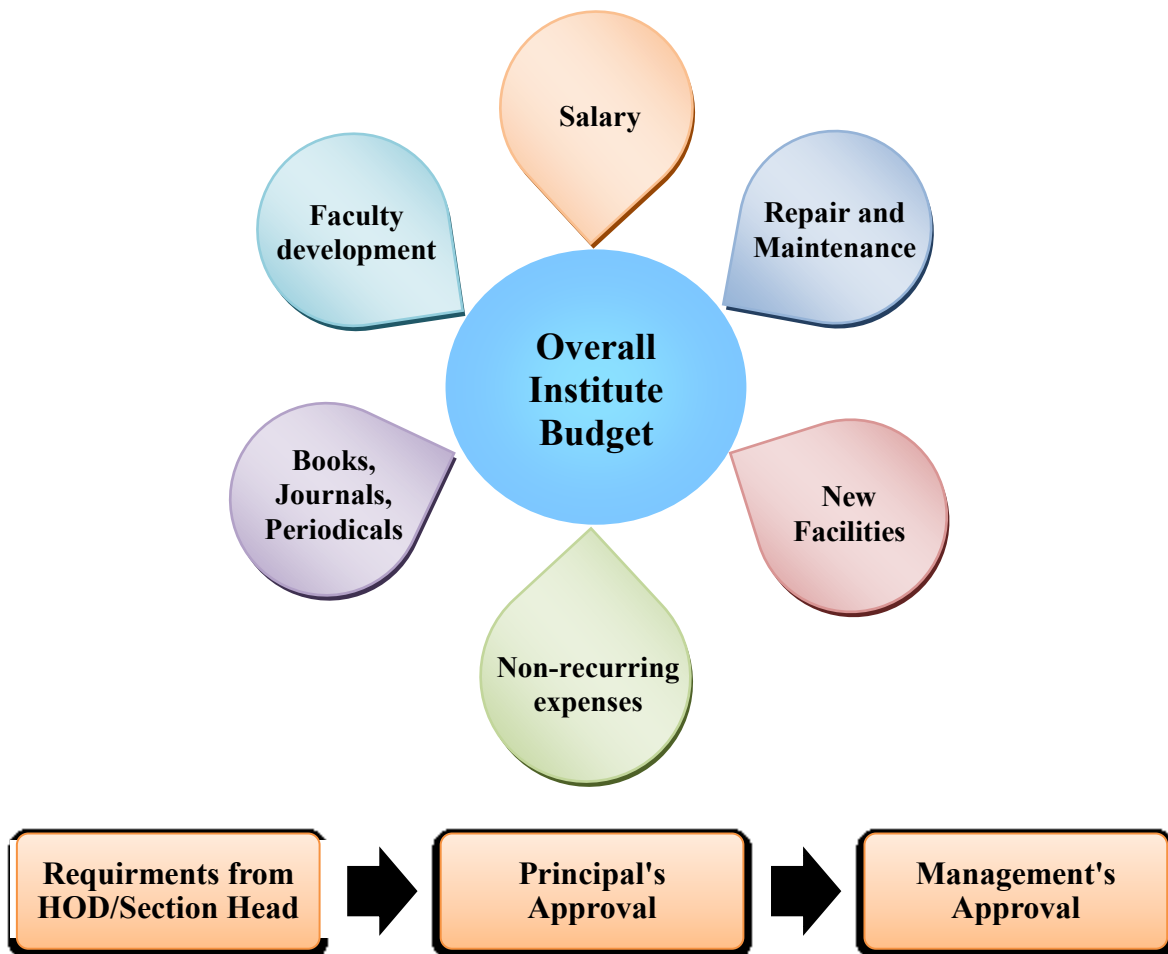 Salary
Faculty
development
Repair and
Maintenance
Overall
Institute
Budget
Books,
Journals,
Periodicals
New
Facilities
Non-recurring
expenses
Requirments from
HOD/Section Head
Principal's
Approval
Management's
Approval